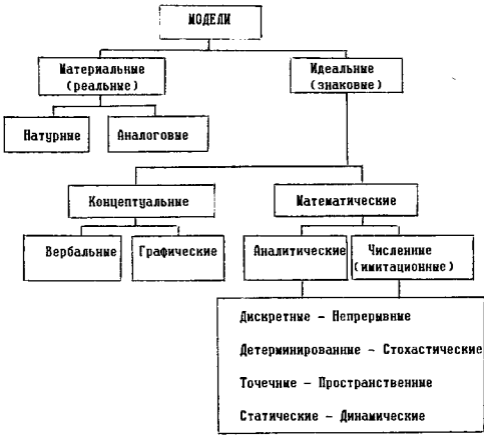 МОДЕЛИ
Материальные
(реальные)
Идеальные
(знаковые)
Натурные
Аналоговые
Концептуальные
Математические
Вербальные
Графические
Аналитические
Численные
(имитационные)
Дискретные – Непрерывные
Детерминированные – Стохастические
Точечные – Пространственные
Статические – Динамические